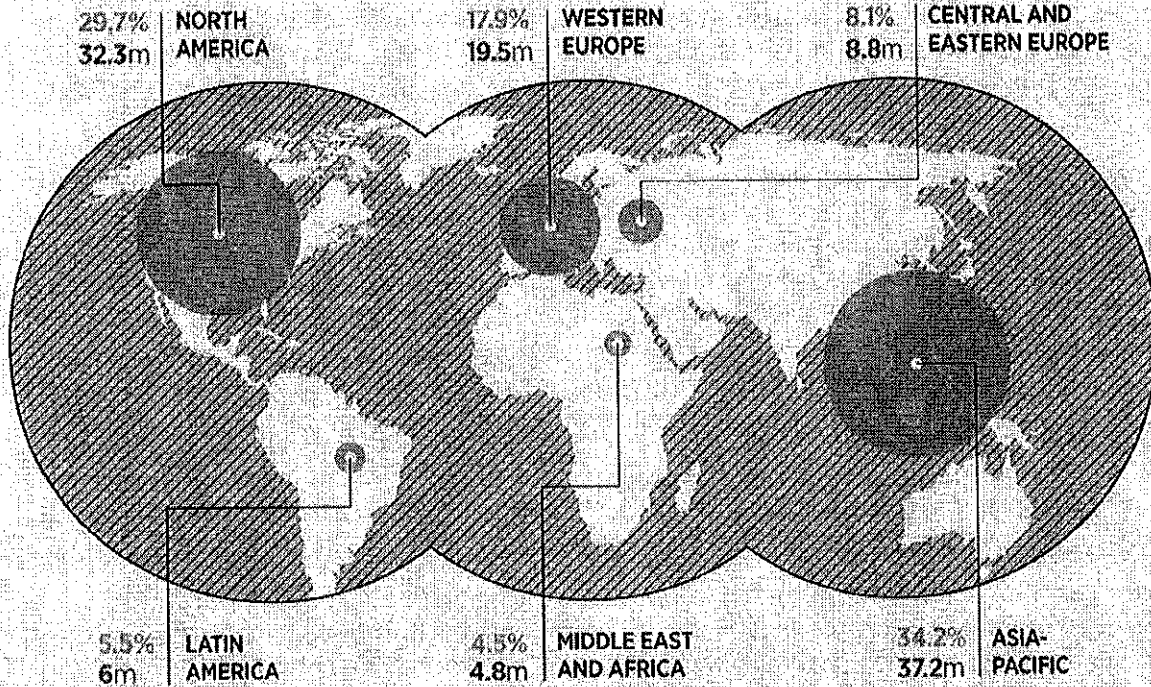 29.7% NORTH
32.3m AMERICA
17.9% WESTERN
19.5m EUROPE
8.1% CENTRAL AND
8.8m EASTERN EUROPE
5.5% LATIN
6m AMERICA
4.5% MIDDLE EAST
4.8m AND AFRICA
34.2% ASIA-
37.2m PACIFIC